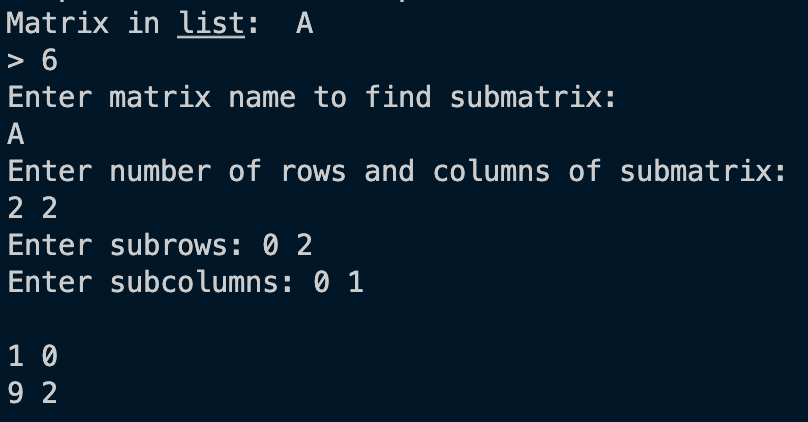 Matrix in list:  A
> 6
Enter matrix name to find submatrix:
A
Enter number of rows and columns of submatrix:
2 2
Enter subrows: 0 2
Enter subcolumns: 0 1
1 0
9 2